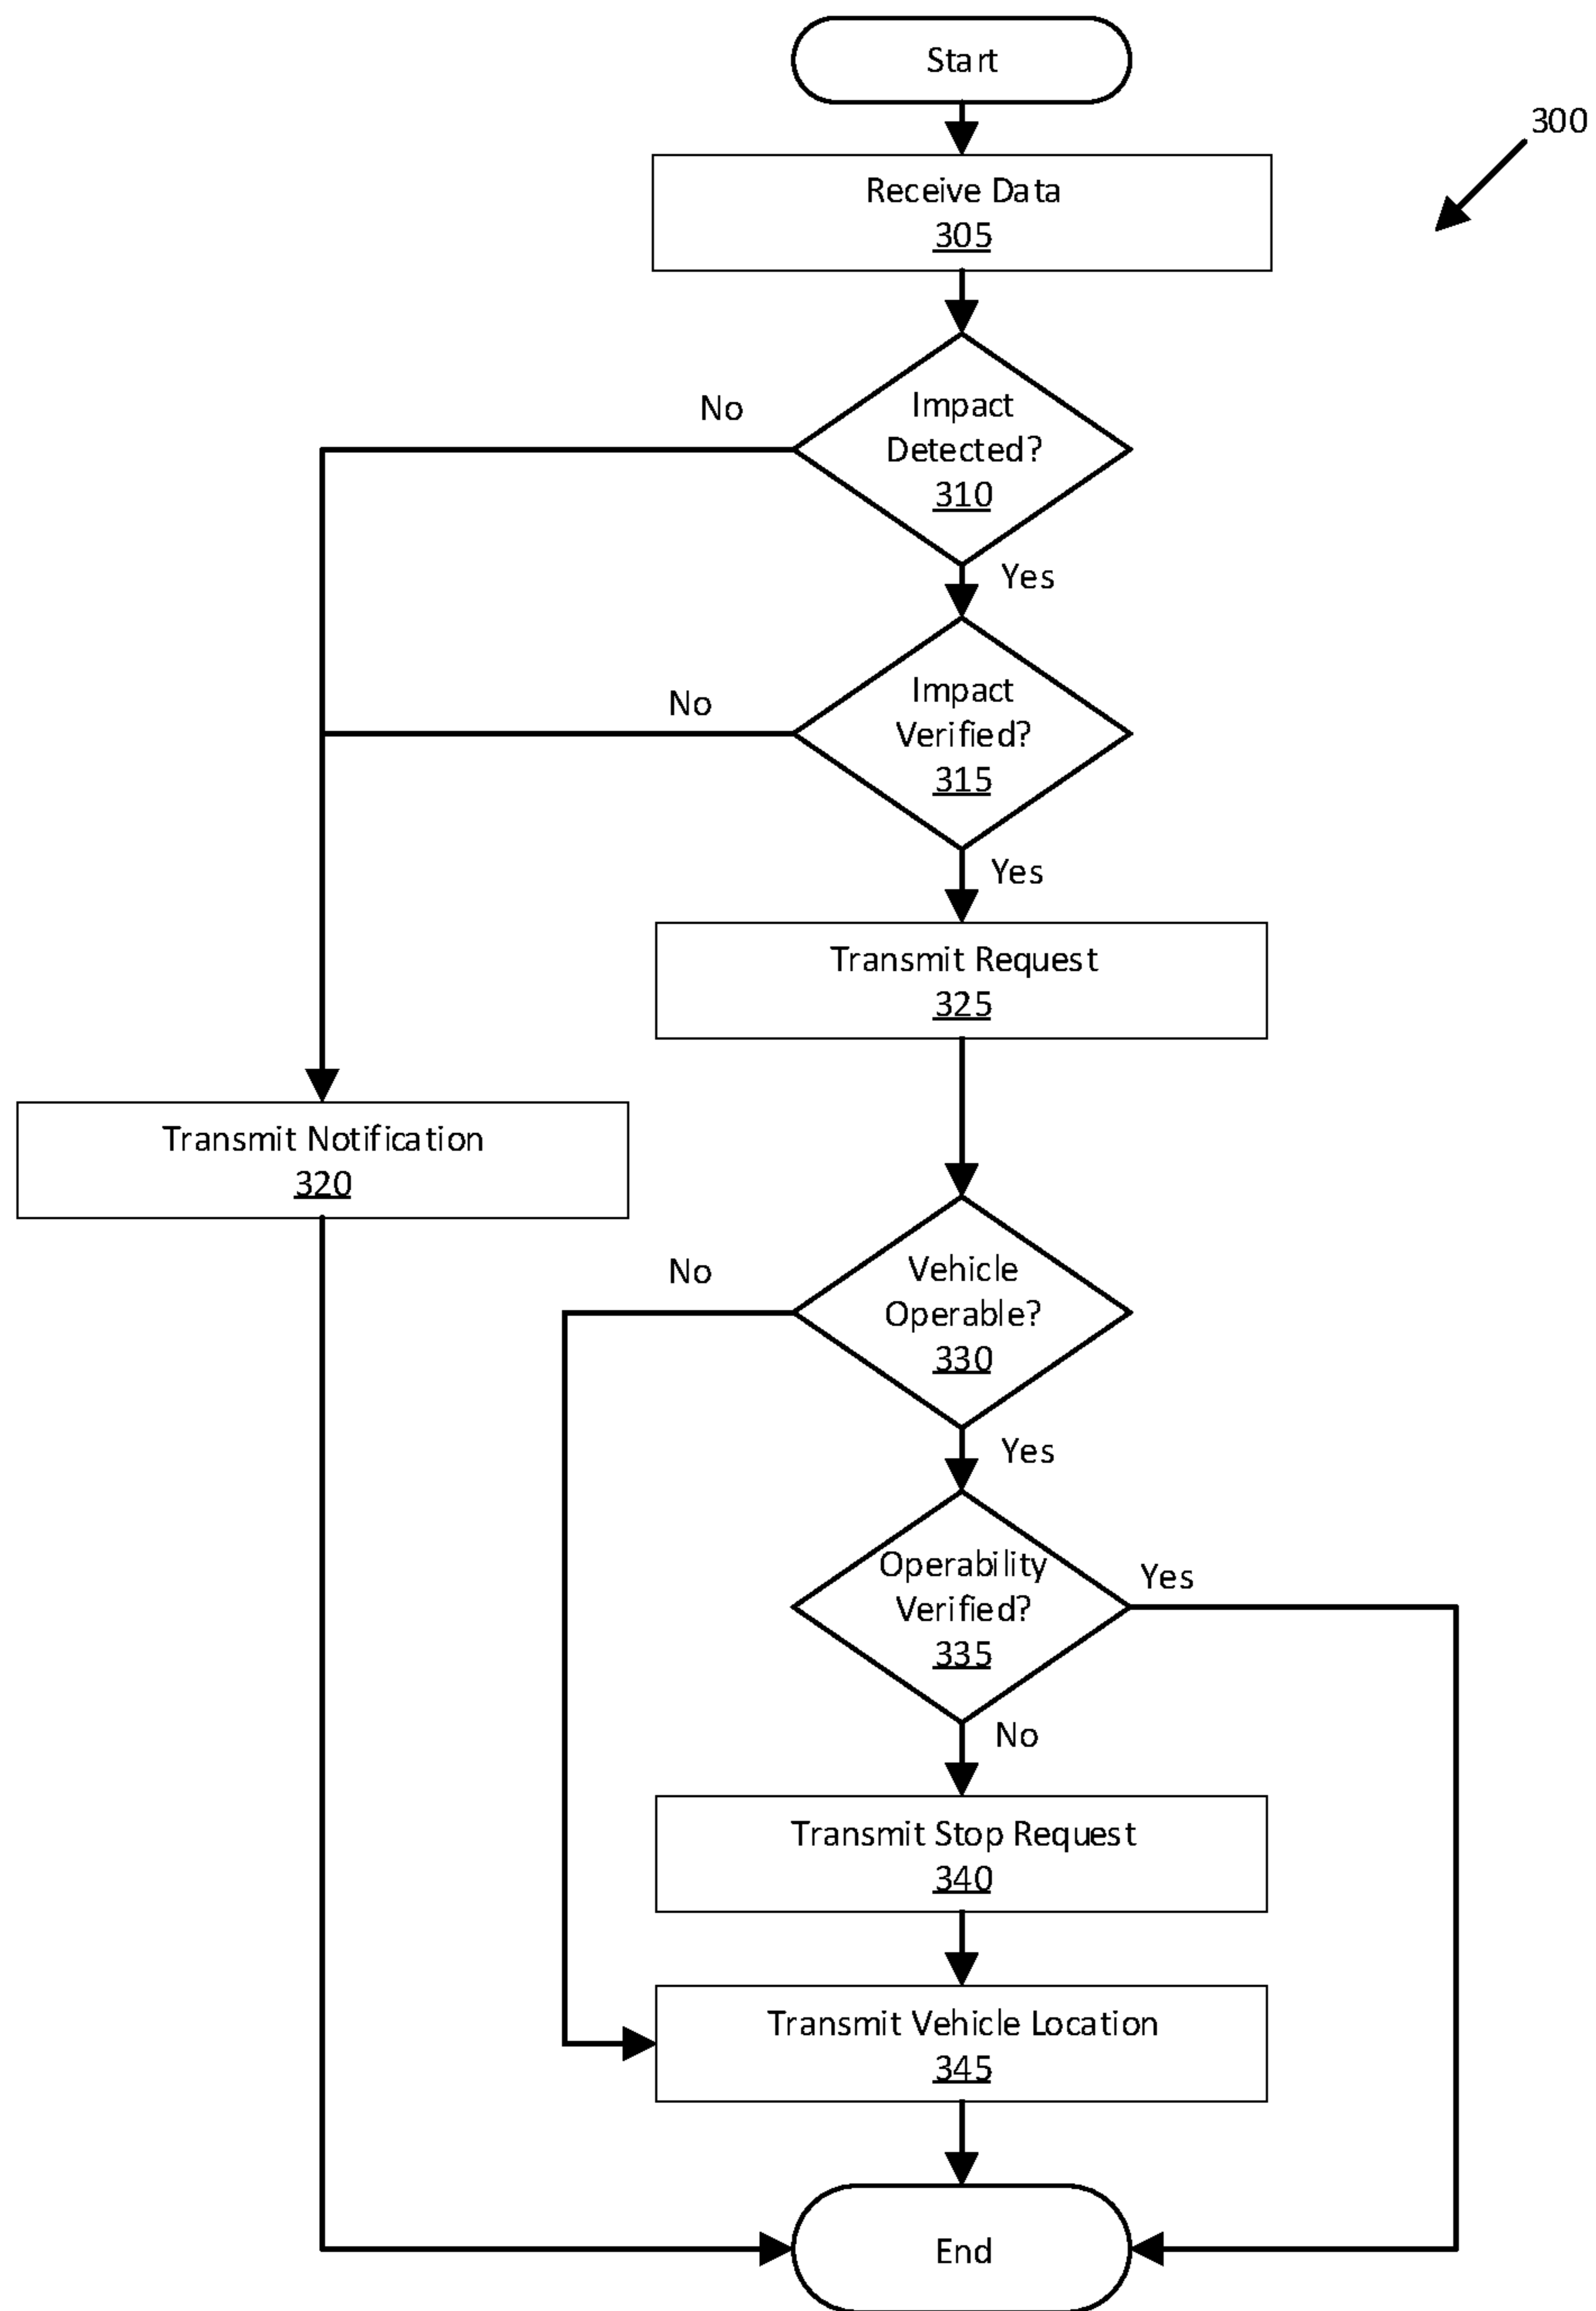 Start
300
Receive Data
305
No
Impact
Detected?
310
Yes
No
Impact
Verified?
315
Yes
Transmit Request
325
Transmit Notification
320
No
Vehicle
Operable?
330
Yes
Operability
Verified?
335
Yes
No
Transmit Stop Request
340
Transmit Vehicle Location
345
End